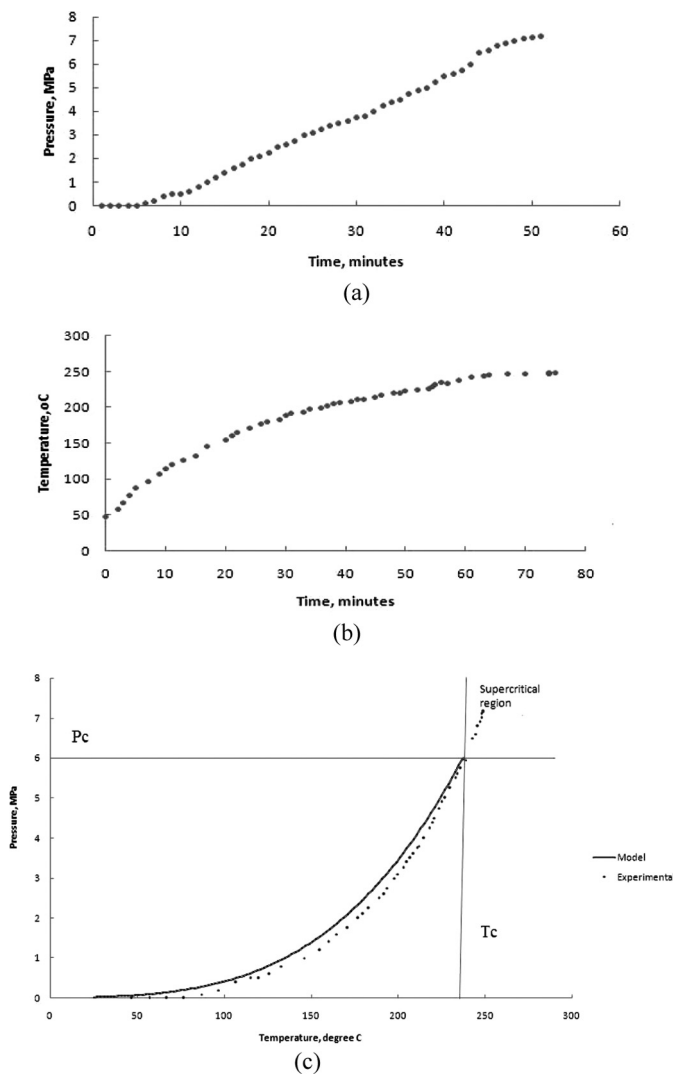 8
7
6
5
4
3
2
1
0
Pressure, MPa
0 10 20 30 40 50 60
Time, minutes
(a)
300
250
200
150
100
50
0
Temperature,oC
0 10 20 30 40 50 60 70 80
Time, minutes
(b)
8
7
6
5
4
3
2
1
0
Pressure, MPa
Supercritical
region
Pc
Tc
Model
Experimenta
0 50 100 150 200 250 300
Temperature, degree C
(c)